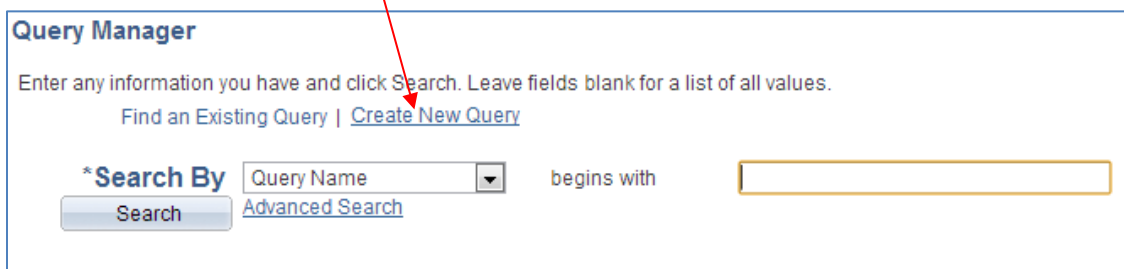 Query Manager
Enter any information you have and click Search. Leave fields blank for a list of all values.
Find an Existing Query | Create New Query
*Search By Query Name begins with
Search Advanced Search